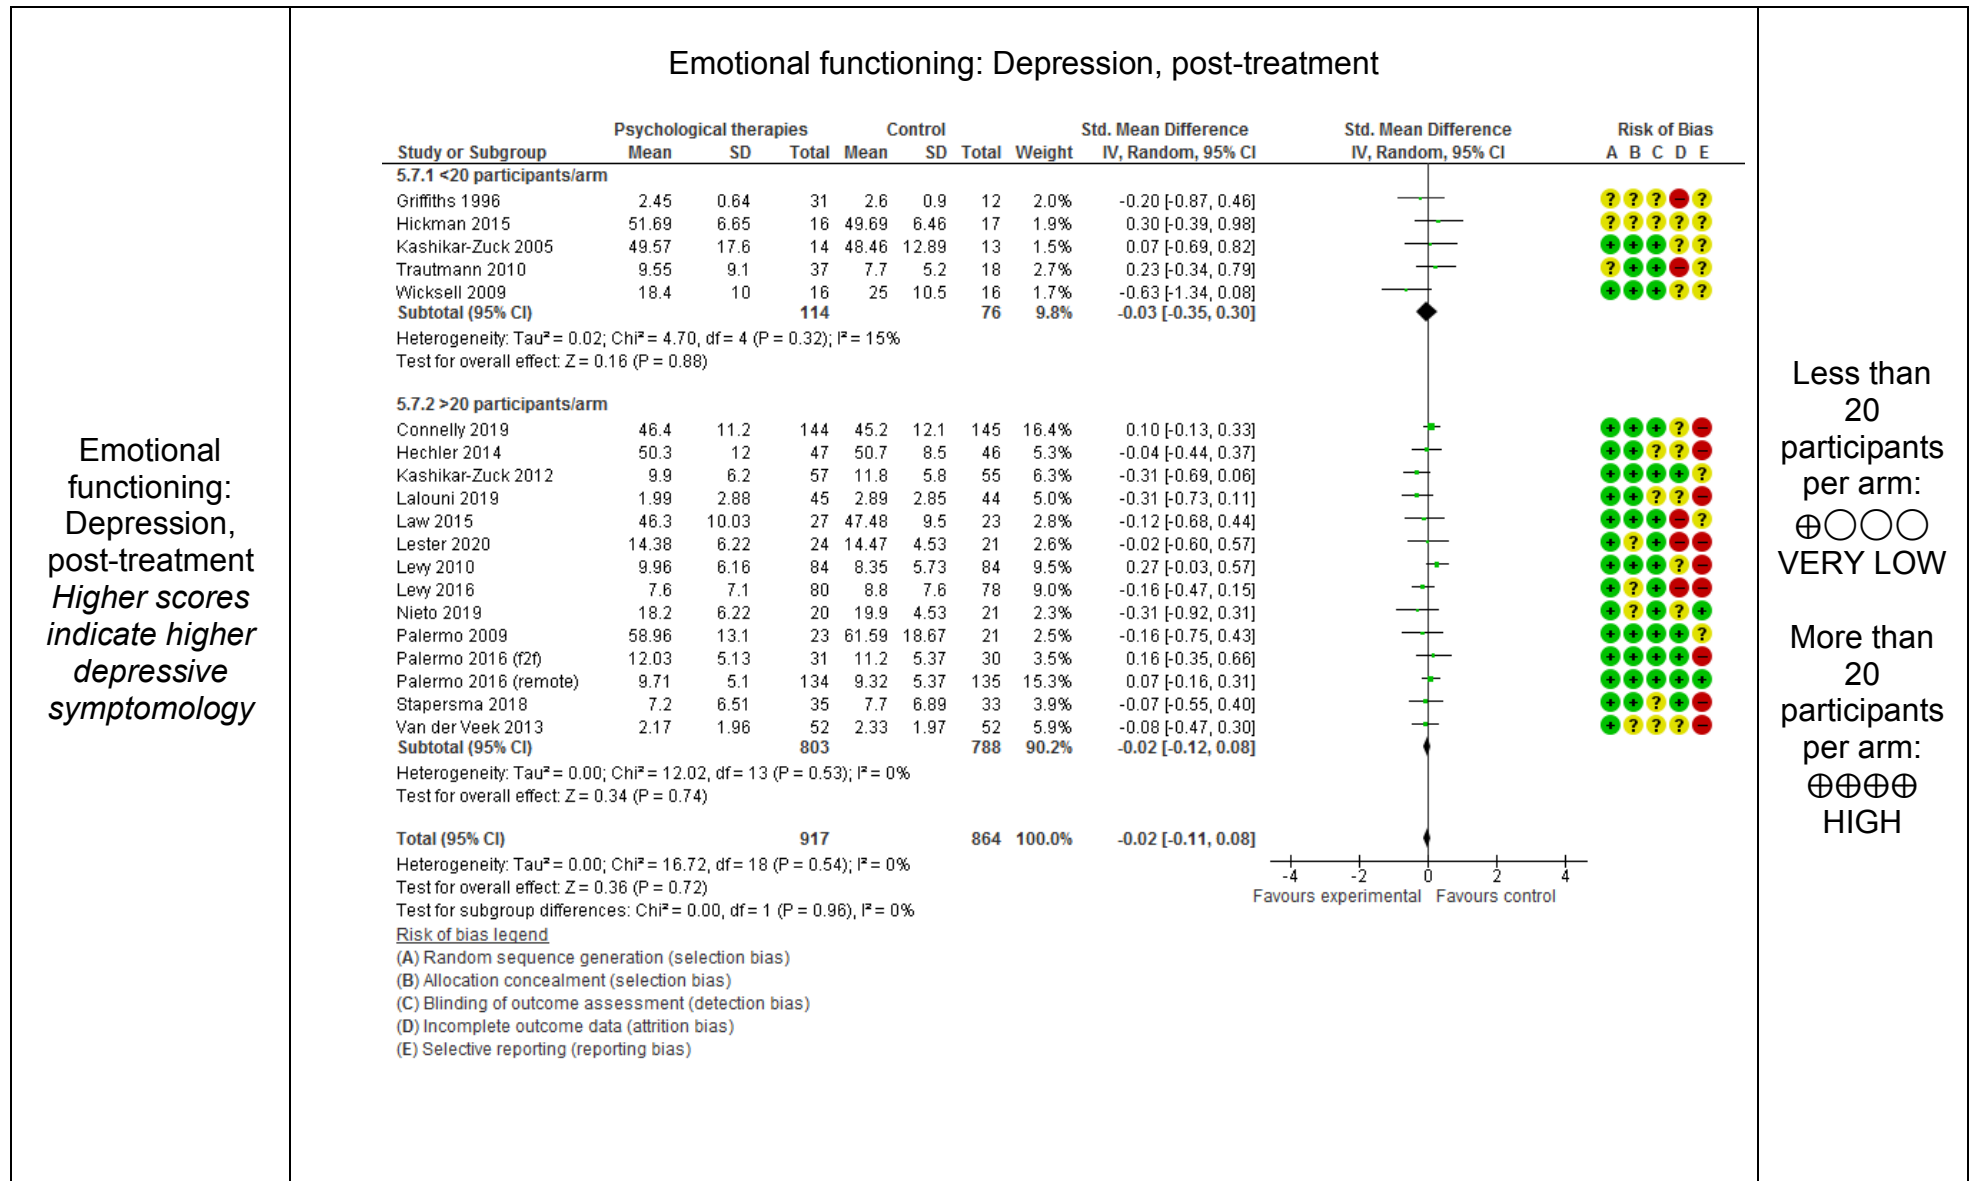 Emotional
functioning:
Depression,
post-treatment
Higher scores
indicate higher
depressive
symptomology
Emotional functioning: Depression, post-treatment
Psychological therapies Control Std. Mean Difference Std. Mean Difference Risk of Bias
Study or Subgroup Mean SD Total Mean SD Total Weight IV, Random, 95% CI IV, Random, 95% CI A B C D E
5.7.1 <20 participants/arm
Griffiths 1996 2.45 0.64 31 2.6 0.9 12 2.0% -0.20 [-0.87, 0.46] ? ? ? − ?
Hickman 2015 51.69 6.65 16 49.69 6.46 17 1.9% 0.30 [-0.39, 0.98] ? ? ? ? ?
Kashikar-Zuck 2005 49.57 17.6 14 48.46 12.89 13 1.5% 0.07 [-0.69, 0.82] + + + ? ?
Trautmann 2010 9.55 9.1 37 7.7 5.2 18 2.7% 0.23 [-0.34, 0.79] ? + + − ?
Wicksell 2009 18.4 10 16 25 10.5 16 1.7% -0.63 [-1.34, 0.08] + + + ? ?
Subtotal (95% CI) 114 76 9.8% -0.03 [-0.35, 0.30]
Heterogeneity: Tau² = 0.02; Chi² = 4.70, df = 4 (P = 0.32); I² = 15%
Test for overall effect: Z = 0.16 (P = 0.88)
5.7.2 >20 participants/arm
Connelly 2019 46.4 11.2 144 45.2 12.1 145 16.4% 0.10 [-0.13, 0.33] + + + ? −
Hechler 2014 50.3 12 47 50.7 8.5 46 5.3% -0.04 [-0.44, 0.37] + + ? ? −
Kashikar-Zuck 2012 9.9 6.2 57 11.8 5.8 55 6.3% -0.31 [-0.69, 0.06] + + + + ?
Lalouni 2019 1.99 2.88 45 2.89 2.85 44 5.0% -0.31 [-0.73, 0.11] + + ? ? −
Law 2015 46.3 10.03 27 47.48 9.5 23 2.8% -0.12 [-0.68, 0.44] + + + − ?
Lester 2020 14.38 6.22 24 14.47 4.53 21 2.6% -0.02 [-0.60, 0.57] + ? + − −
Levy 2010 9.96 6.16 84 8.35 5.73 84 9.5% 0.27 [-0.03, 0.57] + + + ? −
Levy 2016 7.6 7.1 80 8.8 7.6 78 9.0% -0.16 [-0.47, 0.15] + ? + − −
Nieto 2019 18.2 6.22 20 19.9 4.53 21 2.3% -0.31 [-0.92, 0.31] + ? + ? +
Palermo 2009 58.96 13.1 23 61.59 18.67 21 2.5% -0.16 [-0.75, 0.43] + + + + ?
Palermo 2016 (f2f) 12.03 5.13 31 11.2 5.37 30 3.5% 0.16 [-0.35, 0.66] + + + + −
Palermo 2016 (remote) 9.71 5.1 134 9.32 5.37 135 15.3% 0.07 [-0.16, 0.31] + + + + +
Stapersma 2018 7.2 6.51 35 7.7 6.89 33 3.9% -0.07 [-0.55, 0.40] + + ? + −
Van der Veek 2013 2.17 1.96 52 2.33 1.97 52 5.9% -0.08 [-0.47, 0.30] + ? ? ? −
Subtotal (95% CI) 803 788 90.2% -0.02 [-0.12, 0.08]
Heterogeneity: Tau² = 0.00; Chi² = 12.02, df = 13 (P = 0.53); I² = 0%
Test for overall effect: Z = 0.34 (P = 0.74)
Total (95% CI) 917 864 100.0% -0.02 [-0.11, 0.08]
Heterogeneity: Tau² = 0.00; Chi² = 16.72, df = 18 (P = 0.54); I² = 0%
Test for overall effect: Z = 0.36 (P = 0.72)
Test for subgroup differences: Chi² = 0.00, df = 1 (P = 0.96), I² = 0%
-4 -2 0 2 4
Favours experimental Favours control
Risk of bias legend
(A) Random sequence generation (selection bias)
(B) Allocation concealment (selection bias)
(C) Blinding of outcome assessment (detection bias)
(D) Incomplete outcome data (attrition bias)
(E) Selective reporting (reporting bias)
Less than
20
participants
per arm:
⊕◯◯◯
VERY LOW
More than
20
participants
per arm:
⊕⊕⊕⊕
HIGH